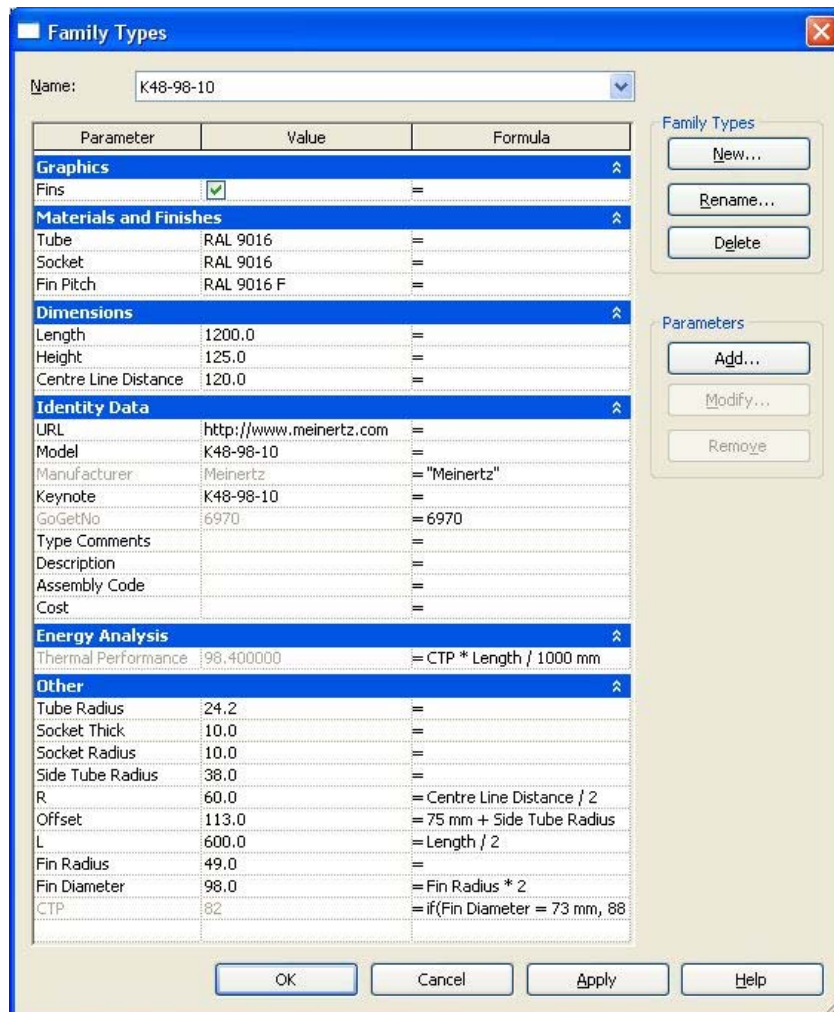 Family Types
Name: K48-98-10
Parameter Value Formula
Graphics
Fins =
Materials and Finishes
Tube RAL 9016 =
Socket RAL 9016 =
Fin Pitch RAL 9016 F =
Dimensions
Length 1200.0 =
Height 125.0 =
Centre Line Distance 120.0 =
Identity Data
URL http://www.meinertz.com =
Model K48-98-10 =
Manufacturer Meinertz = "Meinertz"
Keynote K48-98-10 =
GoGetNo 6970 = 6970
Type Comments =
Description =
Assembly Code =
Cost =
Energy Analysis
Thermal Performance 98.400000 = CTP * Length / 1000 mm
Other
Tube Radius 24.2 =
Socket Thick 10.0 =
Socket Radius 10.0 =
Side Tube Radius 38.0 =
R 60.0 = Centre Line Distance / 2
Offset 113.0 = 75 mm + Side Tube Radius
L 600.0 = Length / 2
Fin Radius 49.0 =
Fin Diameter 98.0 = Fin Radius * 2
CTP 82 = if(Fin Diameter = 73 mm, 88
Family Types
New...
Rename...
Delete
Parameters
Add...
Modify...
Remove
OK Cancel Apply Help